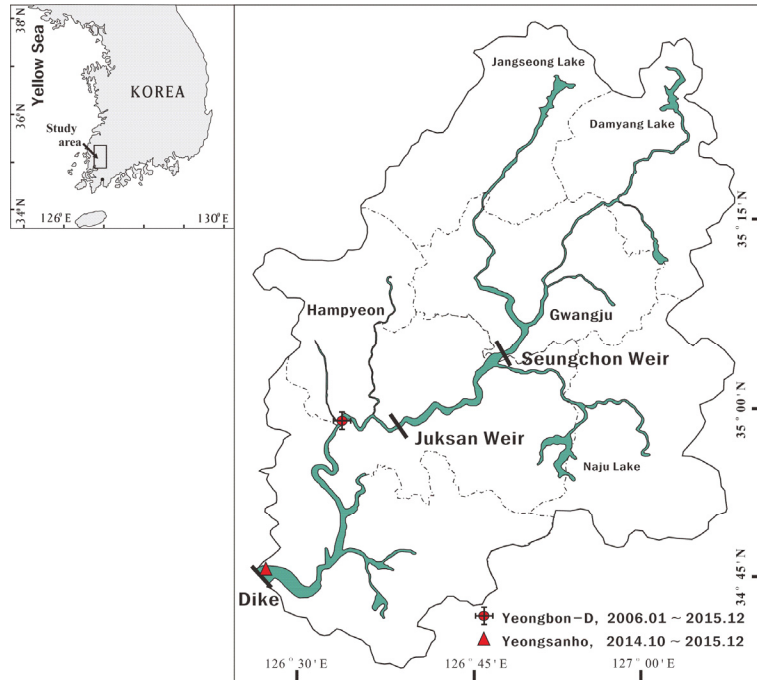 38°N
36°N
34°N
Yellow Sea
KOREA
Study
area
126°E
130°E
Jangseong Lake
Damyang Lake
35°15'N
Hampyeon
Gwangju
Seungchon Weir
35°00'N
Juksan Weir
Naju Lake
34°45'N
Dike
Yeongbon-D, 2006.01 ~ 2015.12
Yeongsanho, 2014.10 ~ 2015.12
126°30'E
126°45'E
127°00'E